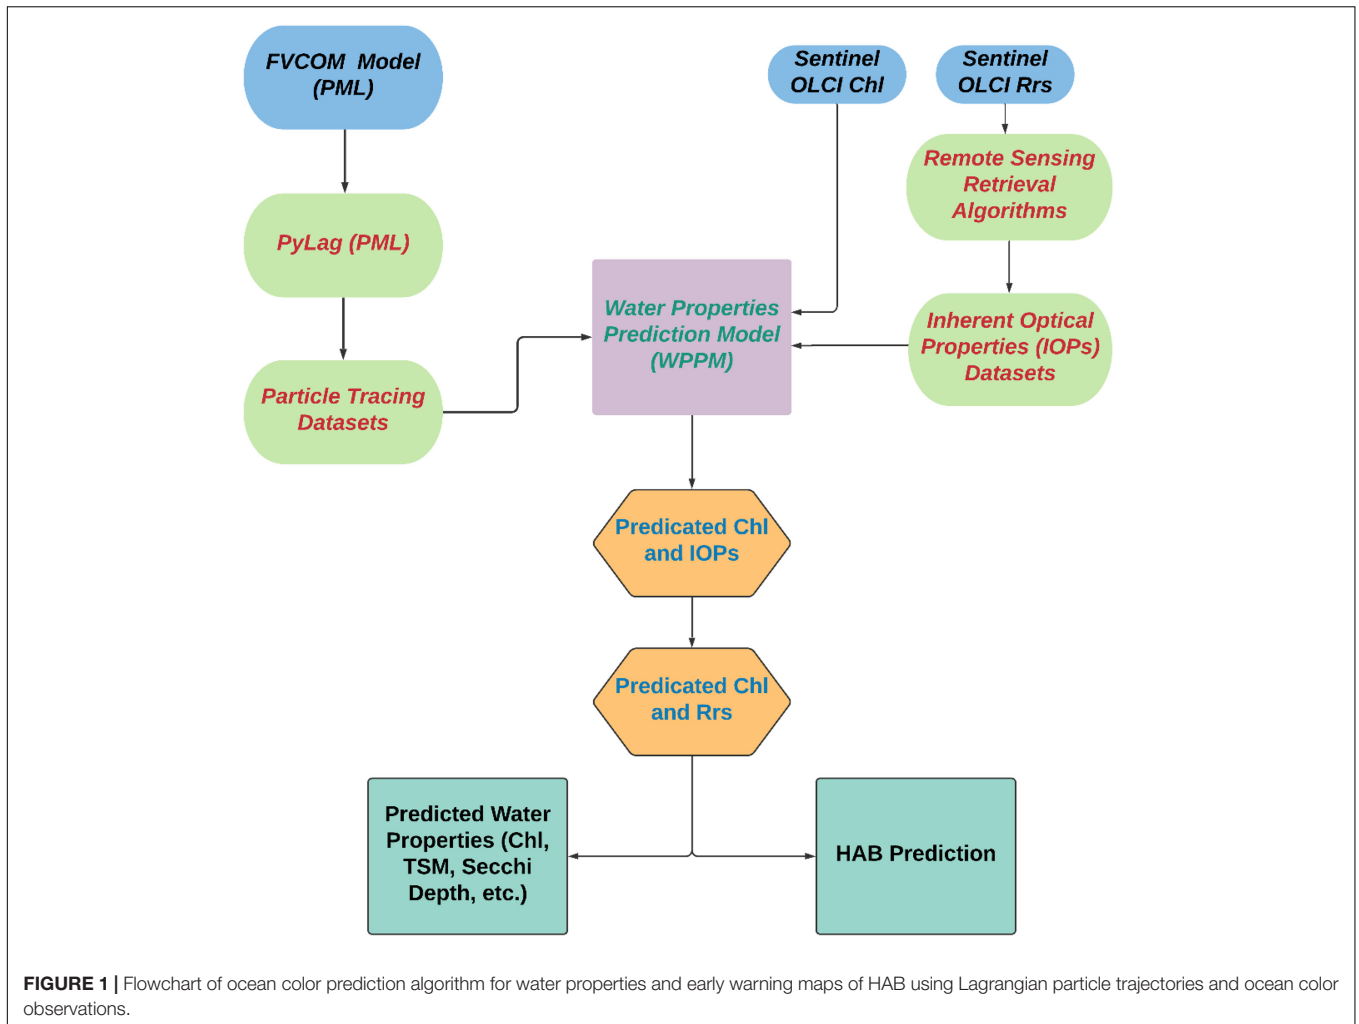 FVCOM Model
(PML)
Sentinel
OLCI Chl
Sentinel
OLCI Rrs
Remote Sensing
Retrieval
Algorithms
PyLag (PML)
Water Properties
Prediction Model
(WPPM)
Inherent Optical
Properties (IOPs)
Datasets
Particle Tracing
Datasets
Predicated Chl
and IOPs
Predicated Chl
and Rrs
Predicted Water
Properties (Chl,
TSM, Secchi
Depth, etc.)
HAB Prediction
FIGURE 1 | Flowchart of ocean color prediction algorithm for water properties and early warning maps of HAB using Lagrangian particle trajectories and ocean color
observations.